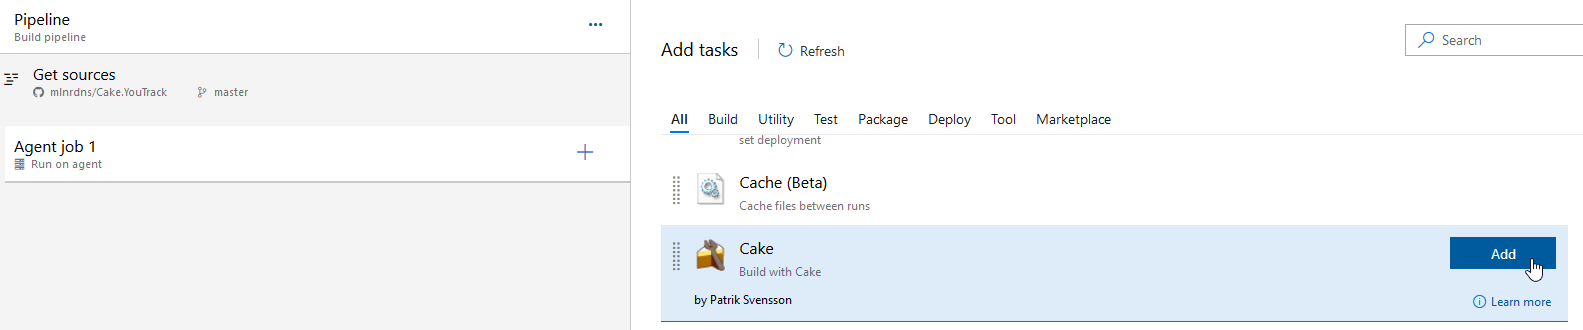 Pipeline
Build pipeline
...
Get sources
mlnrdns/Cake.YouTrack master
Agent job 1
Run on agent
Add tasks Refresh
Search
All Build Utility Test Package Deploy Tool Marketplace
set deployment
Cache (Beta)
Cache files between runs
Cake
Build with Cake
Add
by Patrik Svensson
Learn more